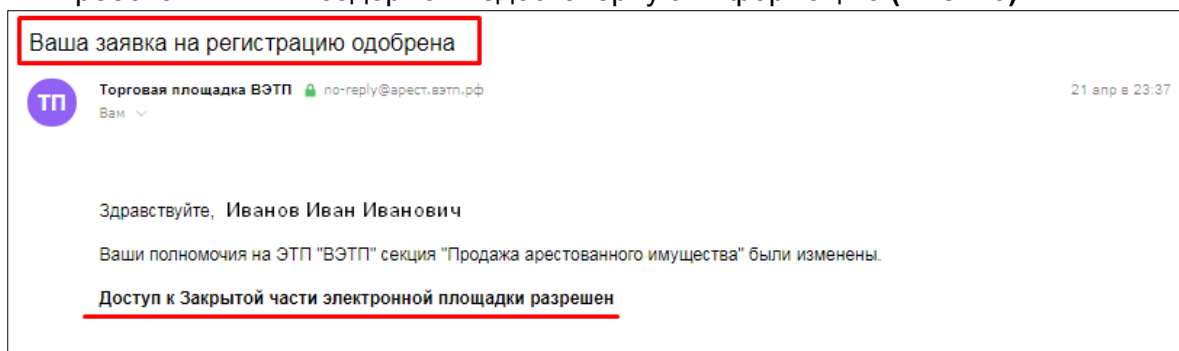 Ваша заявка на регистрацию одобрена
ТП
Торговая площадка ВЭТП no-reply@арест.вэтп.рф
21 апр в 23:37
Вам
Здравствуйте, Иванов Иван Иванович
Ваши полномочия на ЭТП "ВЭТП" секция "Продажа арестованного имущества" были изменены.
Доступ к Закрытой части электронной площадки разрешен